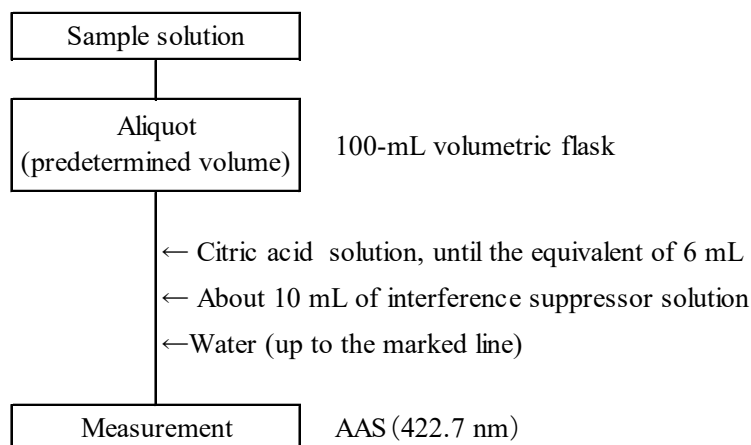 Sample solution
Aliquot
(predetermined volume)
100-mL volumetric flask
← Citric acid solution, until the equivalent of 6 mL
← About 10 mL of interference suppressor solution
←Water (up to the marked line)
Measurement
AAS (422.7 nm)